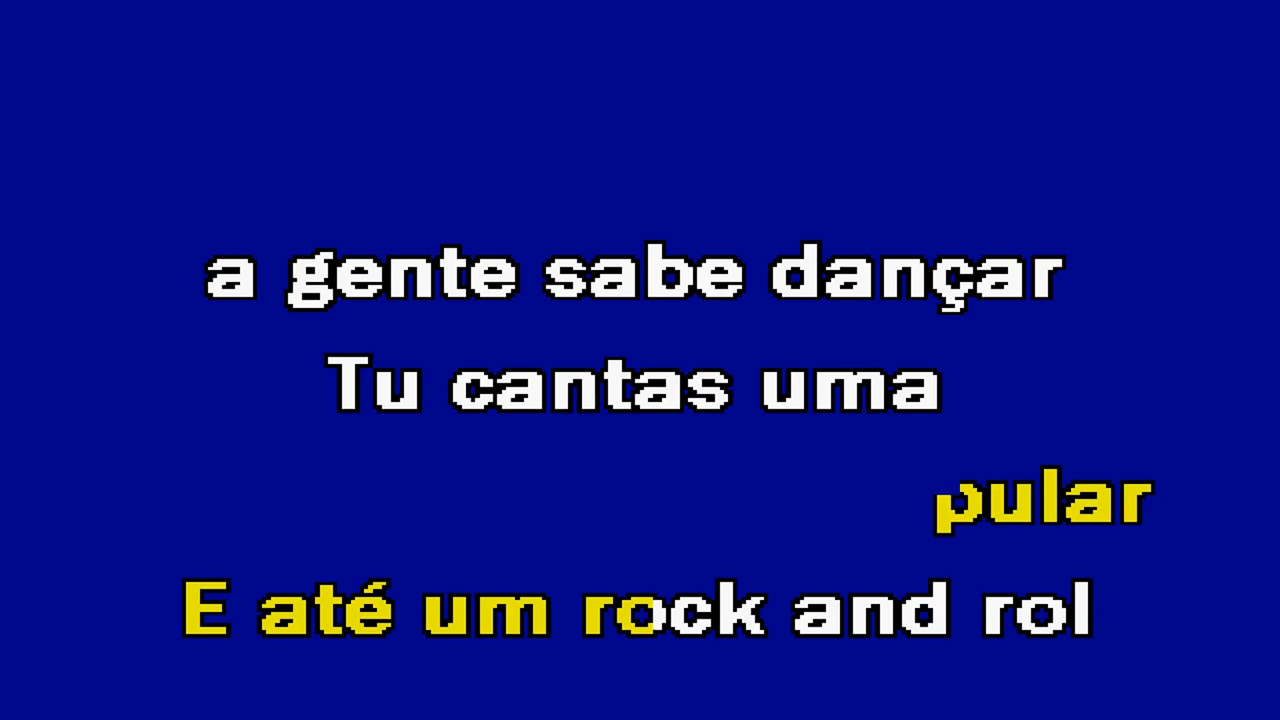 a gente sabe dançar
Tu cantas uma
pular
E até um rock and rol